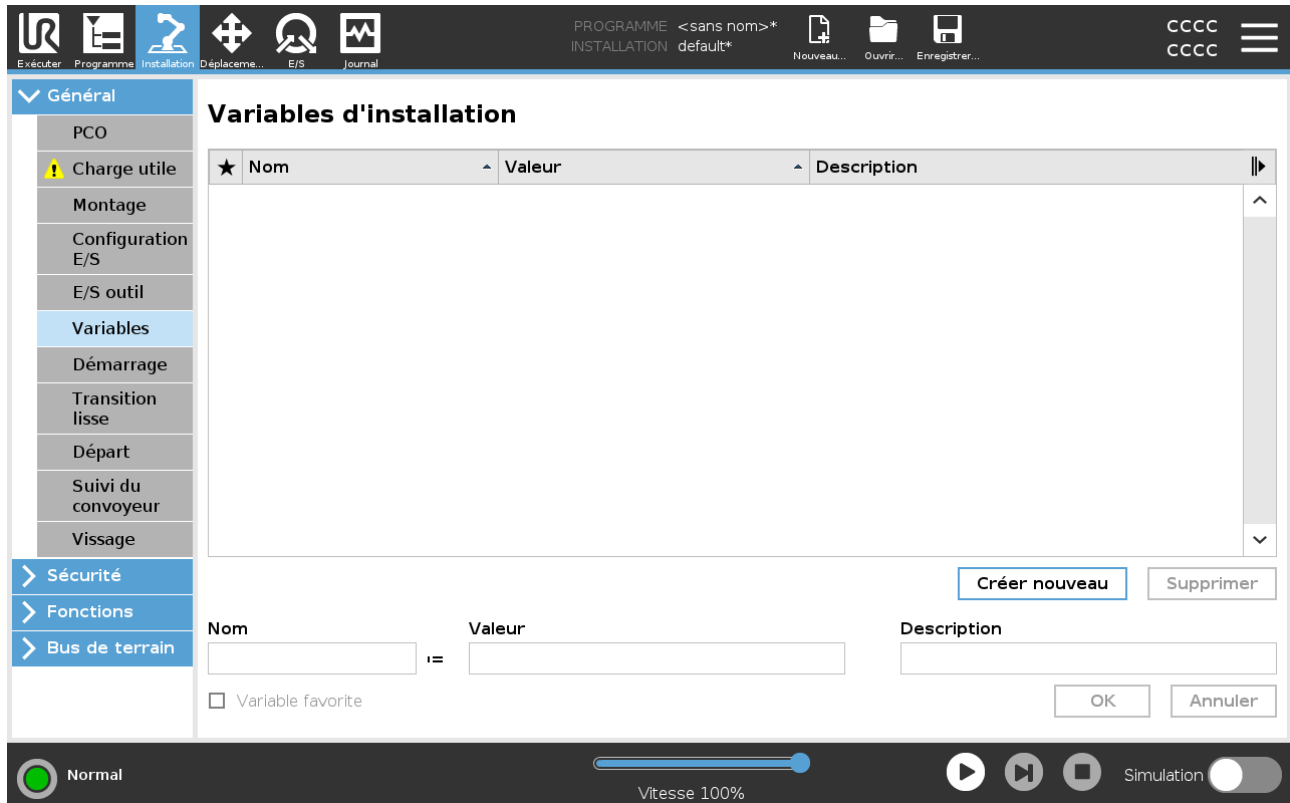 PROGRAMME <sans nom>*
INSTALLATION default*
CCCC
CCCC
Exécuter Programme Installation Déplaceme... E/S Journal
Nouveau... Ouvrir... Enregistrer...
Général
PCO
Charge utile
Montage
Configuration
E/S
E/S outil
Variables
Démarrage
Transition
lisse
Départ
Suivi du
convoyeur
Vissage
Sécurité
Fonctions
Bus de terrain
Variables d'installation
Nom Valeur Description
Créer nouveau Supprimer
Nom Valeur Description
:=
Variable favorite
OK Annuler
Normal
Vitesse 100%
Simulation